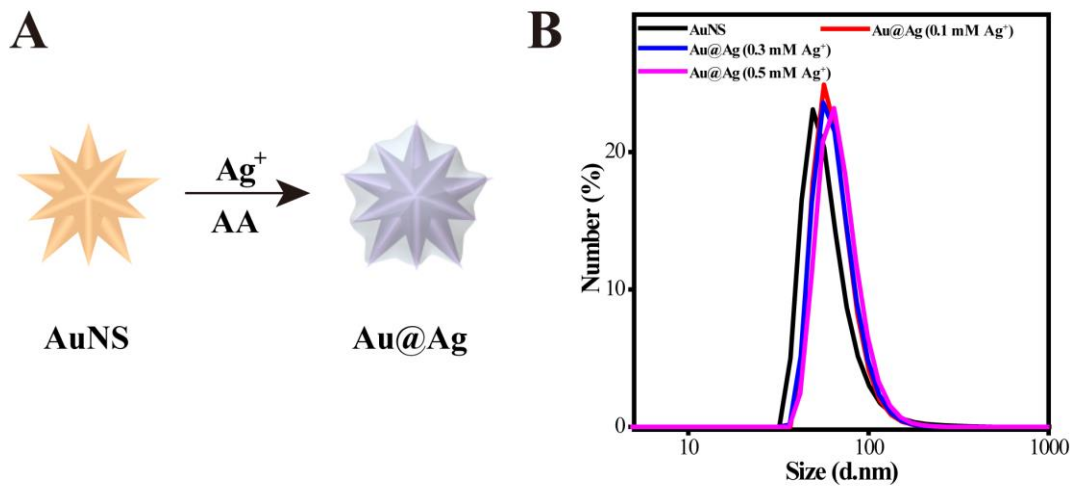 A
Ag⁺
AA
AuNS
Au@Ag
B
AuNS
Au@Ag (0.1 mM Ag⁺)
Au@Ag (0.3 mM Ag⁺)
Au@Ag (0.5 mM Ag⁺)
Number (%)
20
10
0
10
100
1000
Size (d.nm)